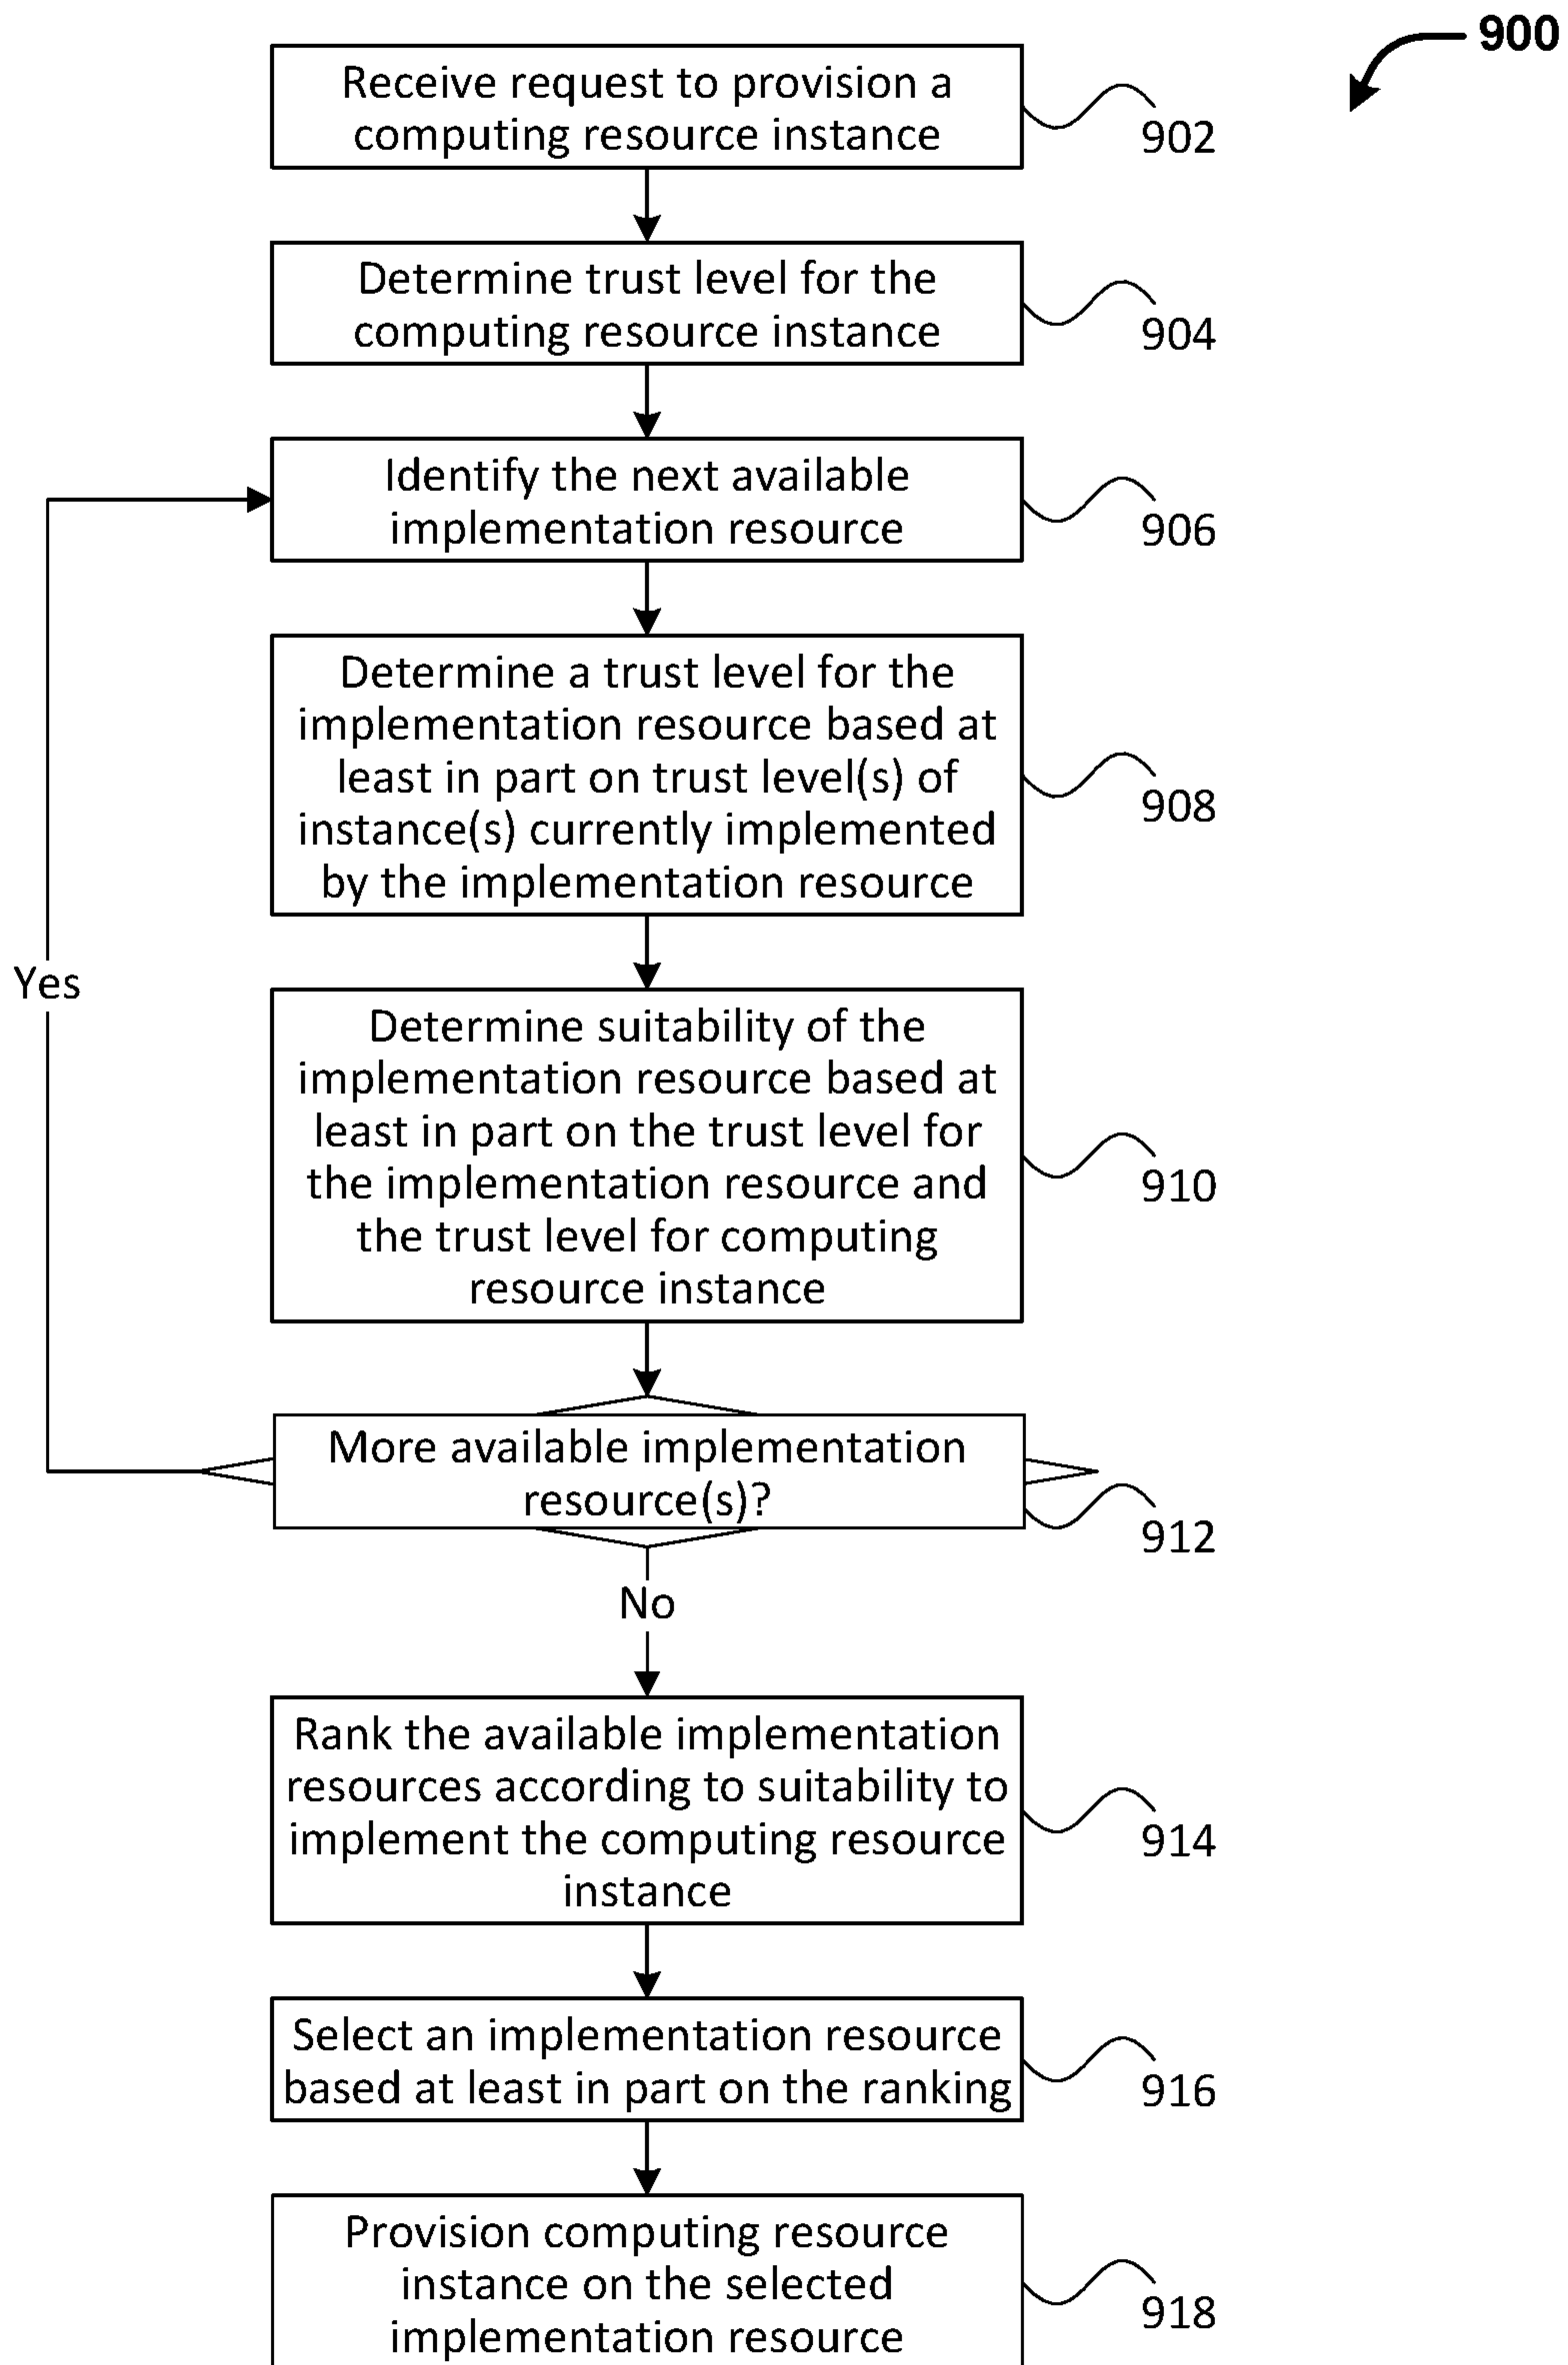 900
Receive request to provision a
computing resource instance
902
Determine trust level for the
computing resource instance
904
Identify the next available
implementation resource
906
Determine a trust level for the
implementation resource based at
least in part on trust level(s) of
instance(s) currently implemented
by the implementation resource
908
Yes
Determine suitability of the
implementation resource based at
least in part on the trust level for
the implementation resource and
the trust level for computing
resource instance
910
More available implementation
resource(s)?
912
No
Rank the available implementation
resources according to suitability to
implement the computing resource
instance
914
Select an implementation resource
based at least in part on the ranking
916
Provision computing resource
instance on the selected
implementation resource
918